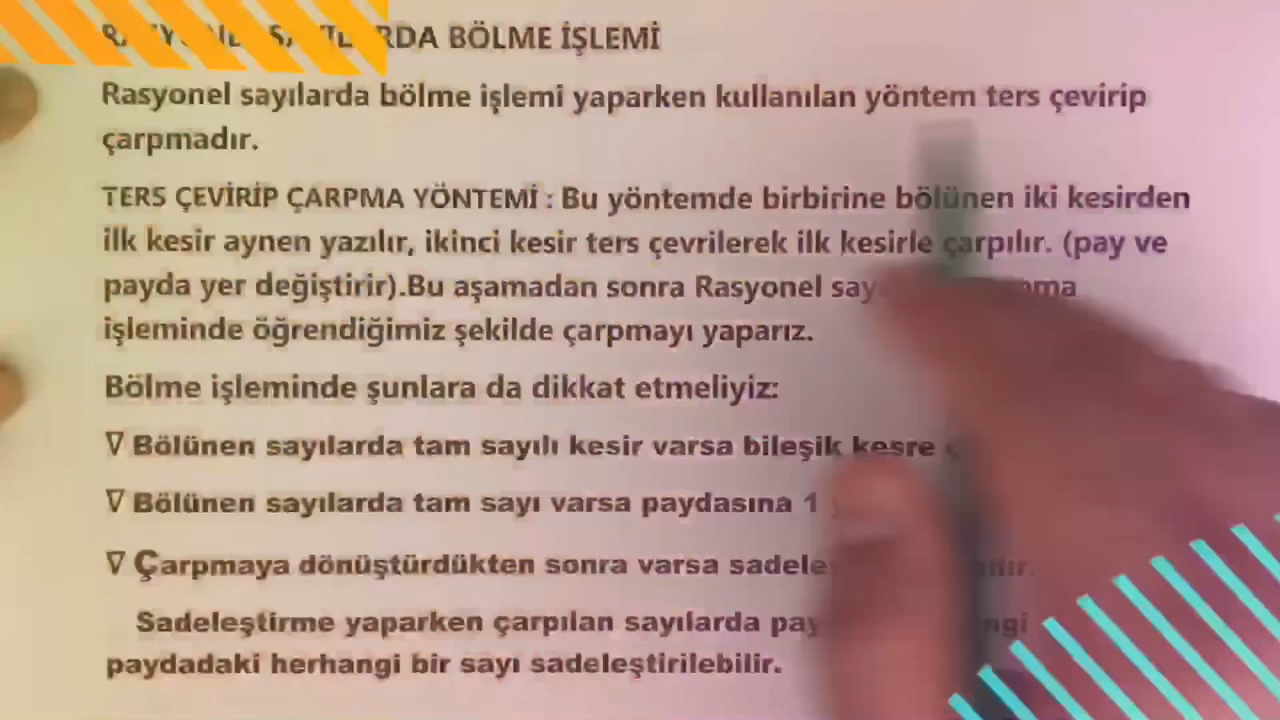 BÖLME İŞLEMİ
Rasyonel sayılarda bölme işlemi yaparken kullanılan yöntem ters çevirip
çarpmadır.
TERS ÇEVİRİP ÇARPMA YÖNTEMİ : Bu yöntemde birbirine bölünen iki kesirden
ilk kesir aynen yazılır, ikinci kesir ters çevrilerek ilk kesirle çarpılır. (pay ve
payda yer değiştirir).Bu aşamadan sonra Rasyonel
işleminde öğrendiğimiz şekilde çarpmayı yaparız.
Bölme işleminde şunlara da dikkat etmeliyiz:
∇ Bölünen sayılarda tam sayılı kesir varsa bileşik kesre
∇ Bölünen sayılarda tam sayı varsa paydasına 1
∇ Çarpmaya dönüştürdükten sonra varsa
Sadeleştirme yaparken çarpılan sayılarda
paydadaki herhangi bir sayı sadeleştirilebilir.